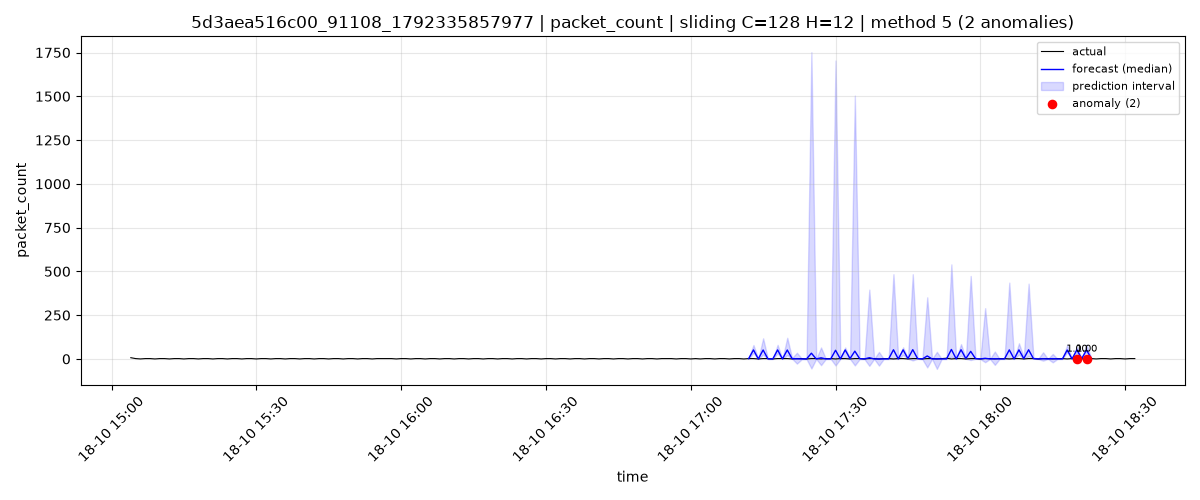 5d3aea516c00_91108_1792335857977 | packet_count | sliding C=128 H=12 | method 5 (2 anomalies)
actual
forecast (median)
prediction interval
anomaly (2)
packet_count
1750
1500
1250
1000
750
500
250
0
18-10 15:00
18-10 15:30
18-10 16:00
18-10 16:30
18-10 17:00
18-10 17:30
18-10 18:00
18-10 18:30
time